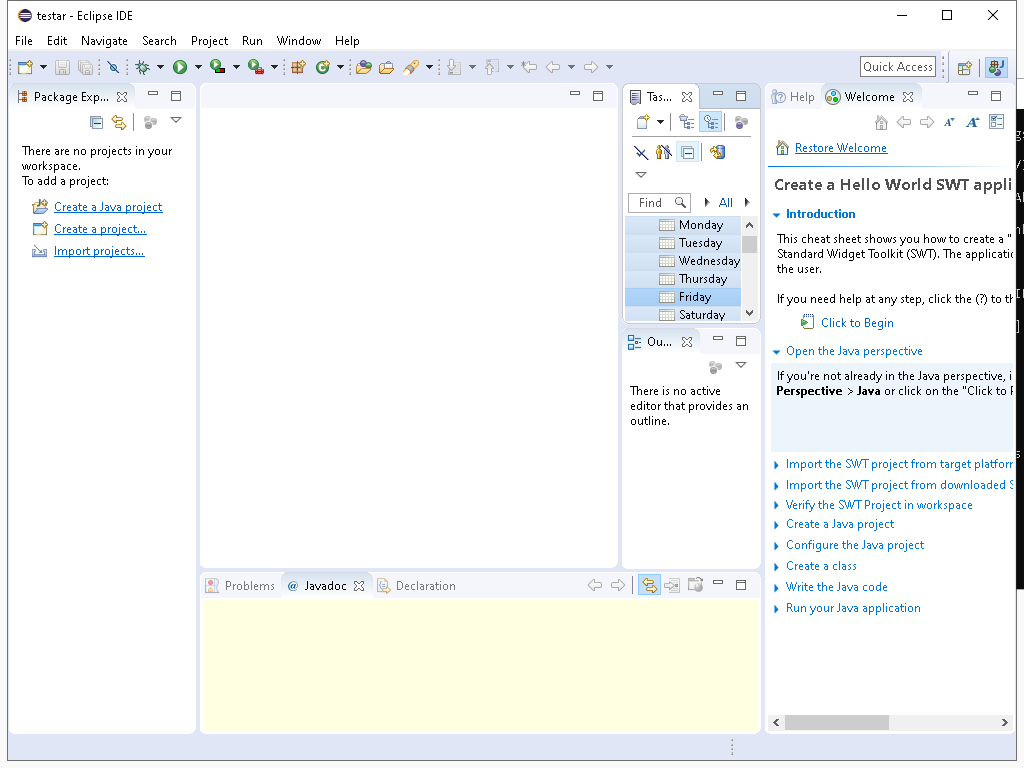 testar - Eclipse IDE
File Edit Navigate Search Project Run Window Help
Quick Access
Package Exp...
There are no projects in your
workspace.
To add a project:
Create a Java project
Create a project...
Import projects...
Tas...
Find
All
Monday
Tuesday
Wednesday
Thursday
Friday
Saturday
Ou...
There is no active
editor that provides an
outline.
Help
Welcome
Restore Welcome
Create a Hello World SWT appli
Introduction
This cheat sheet shows you how to create a "
Standard Widget Toolkit (SWT). The applicatio
the user.
If you need help at any step, click the (?) to th
Click to Begin
Open the Java perspective
If you're not already in the Java perspective, i
Perspective > Java or click on the "Click to P
Import the SWT project from target platform
Import the SWT project from downloaded S
Verify the SWT Project in workspace
Create a Java project
Configure the Java project
Create a class
Write the Java code
Run your Java application
Problems
@ Javadoc
Declaration